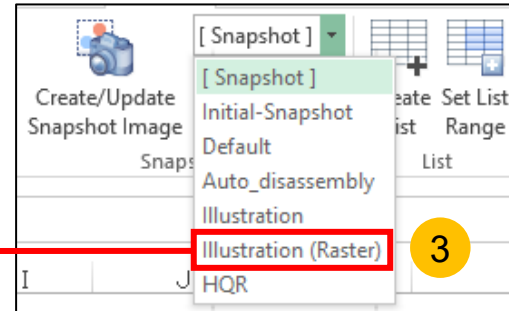 [ Snapshot ]
Create/Update
Snapshot Image
[ Snapshot ]
Initial-Snapshot
Default
Auto_disassembly
Illustration
Illustration (Raster)
HQR
3
eate
ist
Set List
Range
Snaps
List
I
J